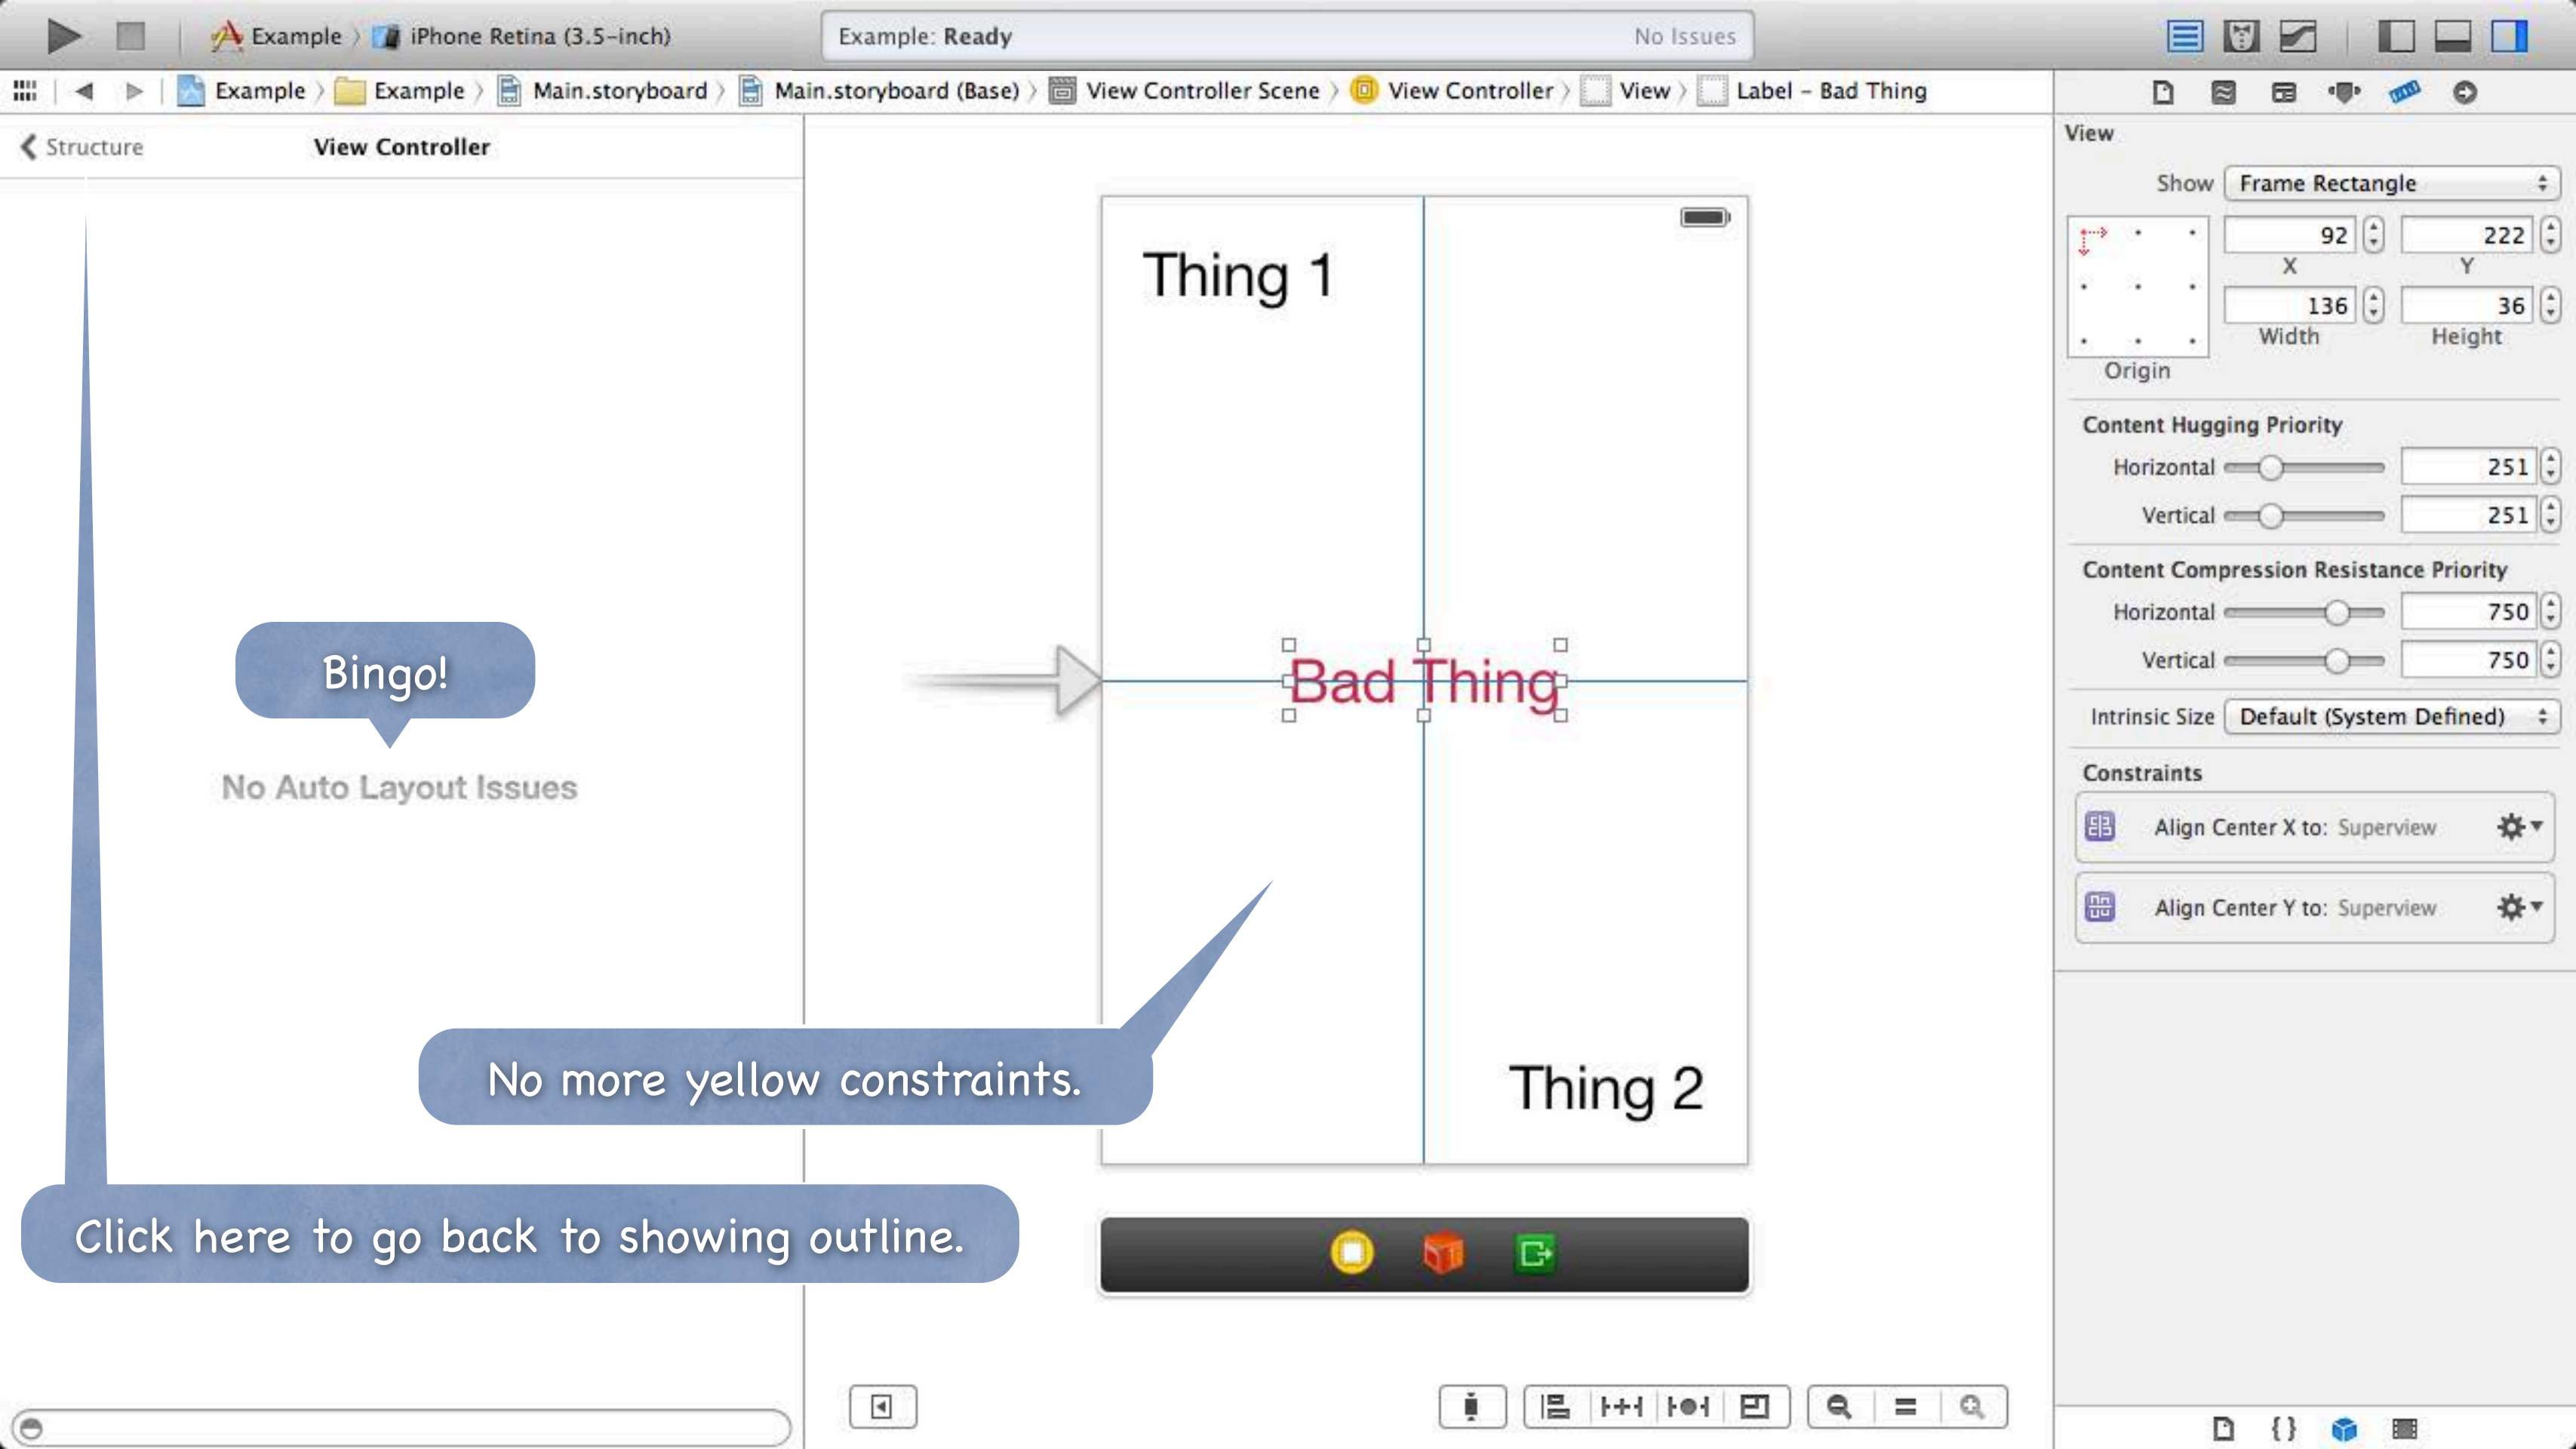 Example
iPhone Retina (3.5-inch)
Example: Ready
No Issues
Example
Example
Main.storyboard
Main.storyboard (Base)
View Controller Scene
View Controller
View
Label - Bad Thing
Structure
View Controller
Bingo!
No Auto Layout Issues
No more yellow constraints.
Click here to go back to showing outline.
Thing 1
Bad Thing
Thing 2
View
Show Frame Rectangle
92 222
X Y
136 36
Width Height
Origin
Content Hugging Priority
Horizontal 251
Vertical 251
Content Compression Resistance Priority
Horizontal 750
Vertical 750
Intrinsic Size Default (System Defined)
Constraints
Align Center X to: Superview
Align Center Y to: Superview